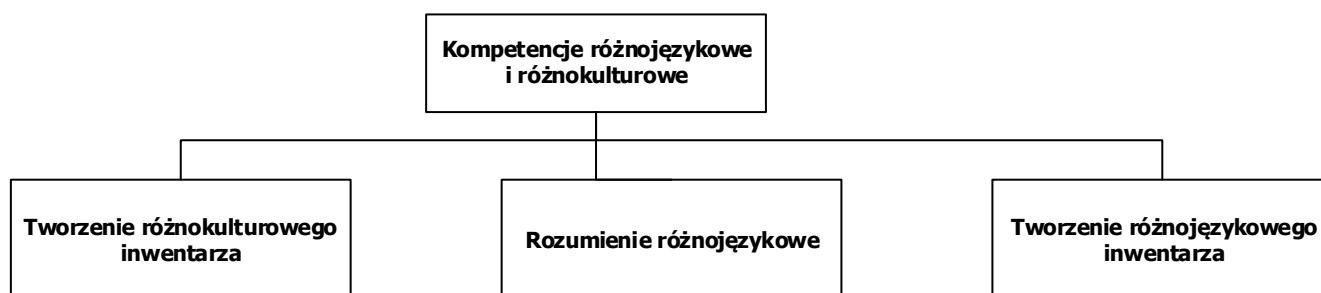 Kompetencje różnojęzykowe
i różnokulturowe
Tworzenie różnokulturowego
inwentarza
Rozumienie różnojęzykowe
Tworzenie różnojęzykowego
inwentarza